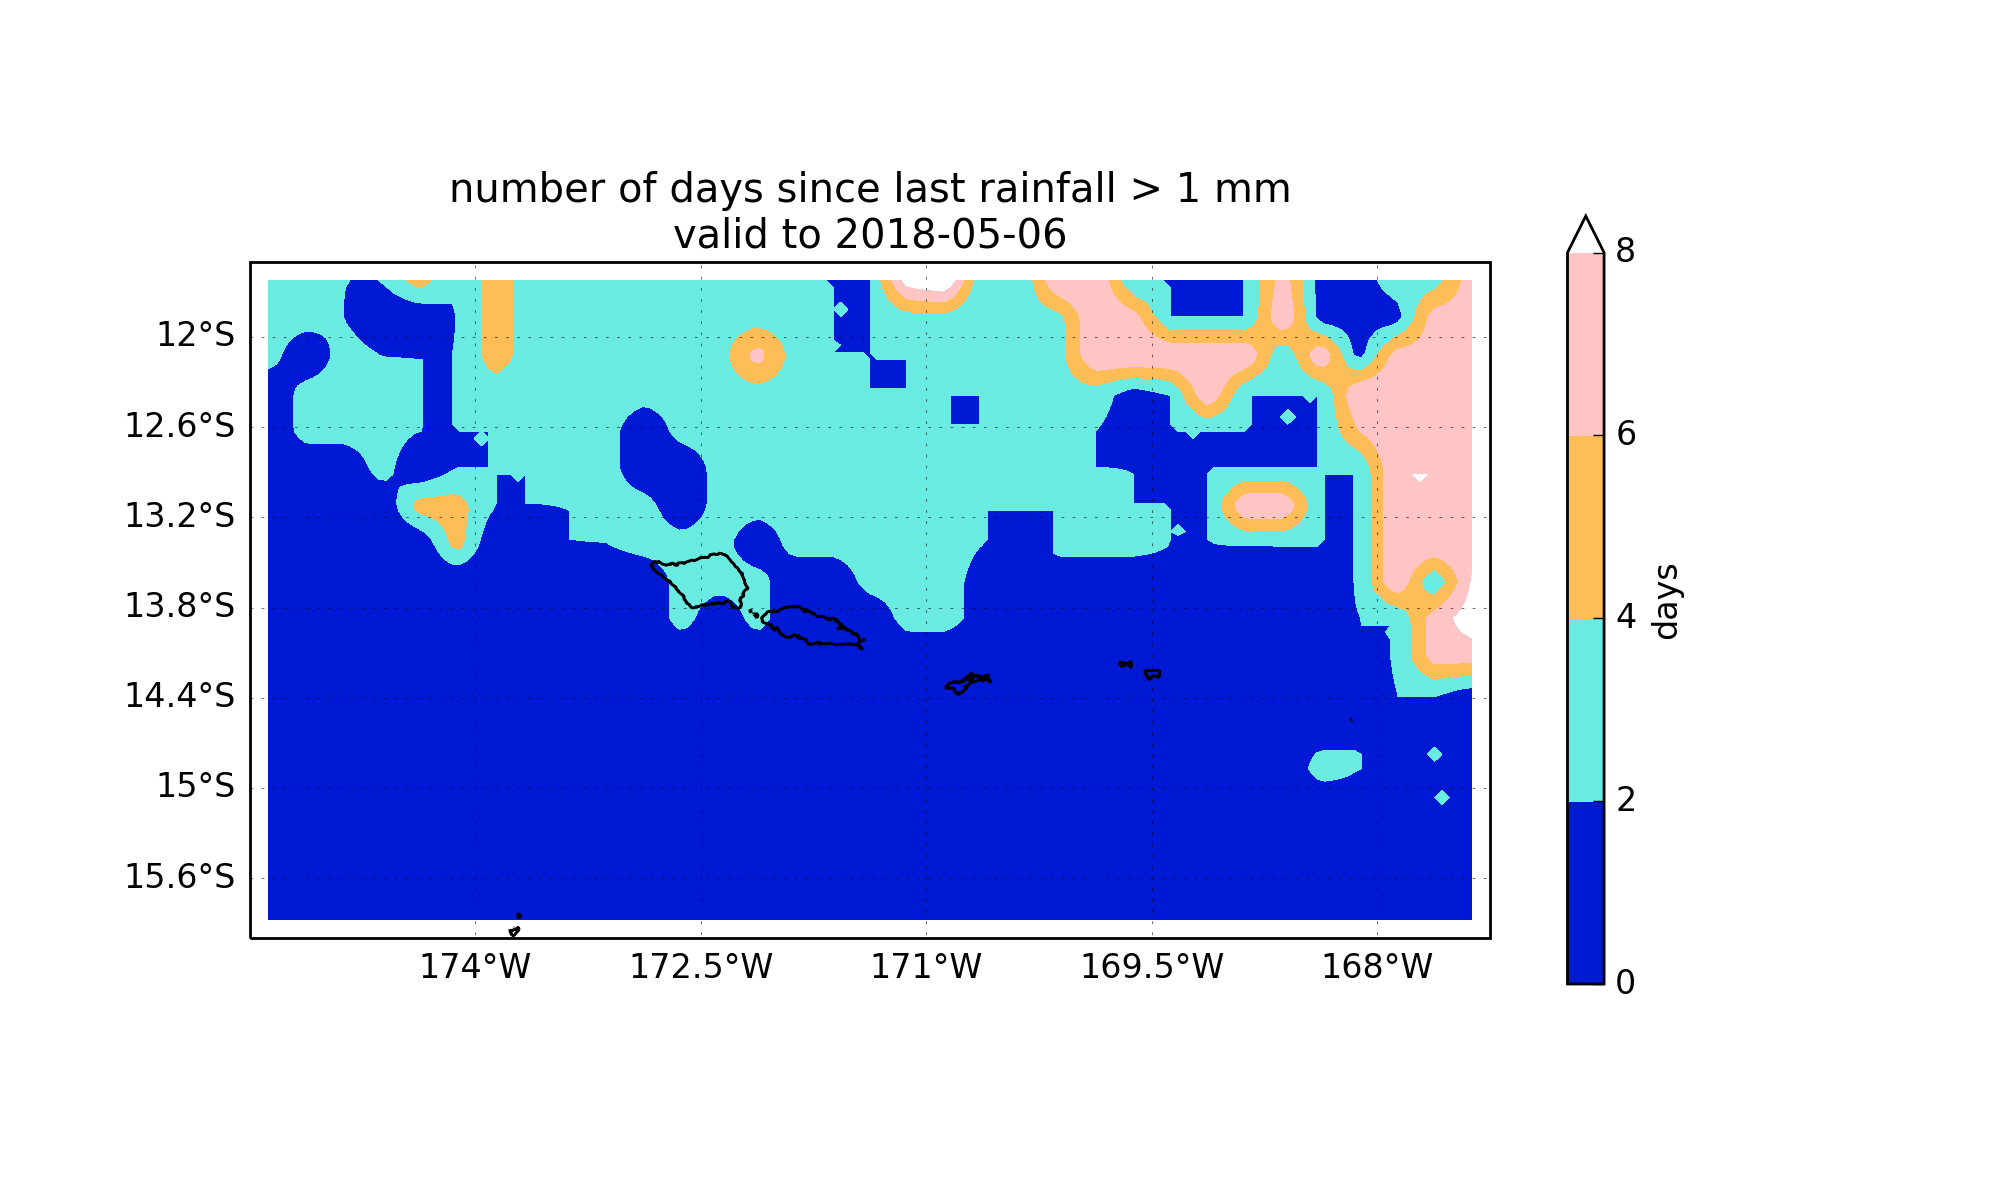 number of days since last rainfall > 1 mm
valid to 2018-05-06
12°S
12.6°S
13.2°S
13.8°S
14.4°S
15°S
15.6°S
174°W 172.5°W 171°W 169.5°W 168°W
8
6
4
2
0
days